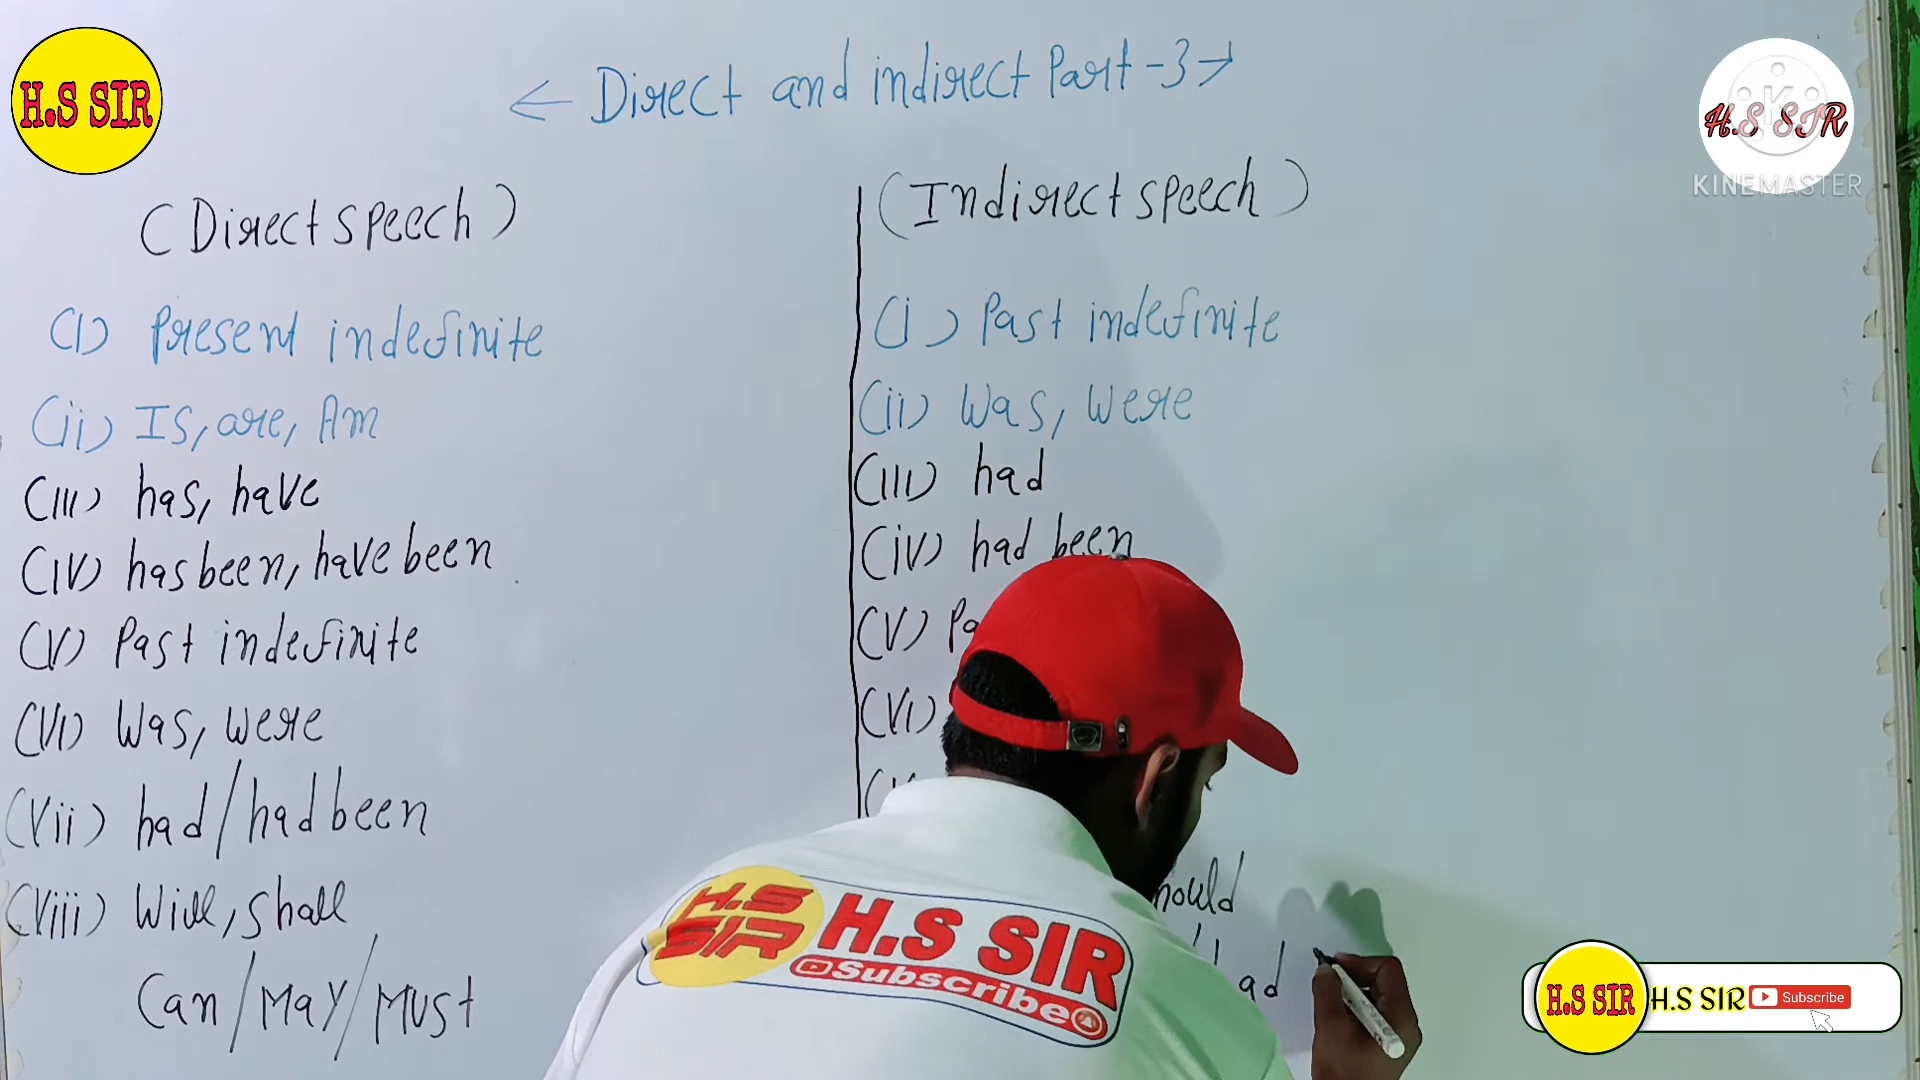 H.S SIR
← Direct and indirect Part-3 →
H.S SIR
KINEMASTER
(Direct speech)
(I) Present indefinite
(ii) Is, are, Am
(III) has, have
(IV) has been, have been
(V) Past indefinite
(VI) Was, were
(Vii) had/had been
(Viii) Will, shall
Can/May/Must
(Indirect speech)
(i) Past indefinite
(ii) Was, Were
(III) had
(iV) had been
(V)
(VI)
H.S SIR
H.S SIR
Subscribe
H.S SIR
H.S SIR
Subscribe